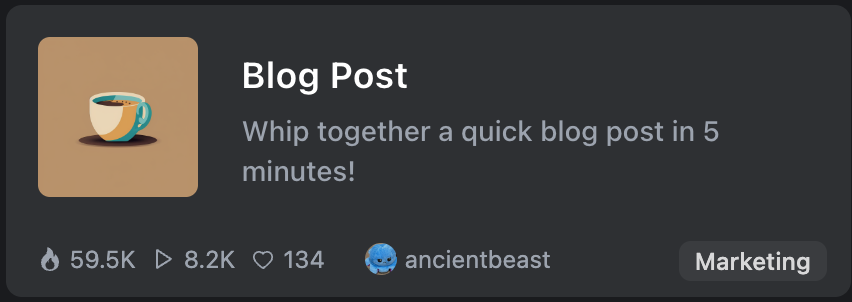 Blog Post
Whip together a quick blog post in 5
minutes!
59.5K 8.2K 134 ancientbeast Marketing